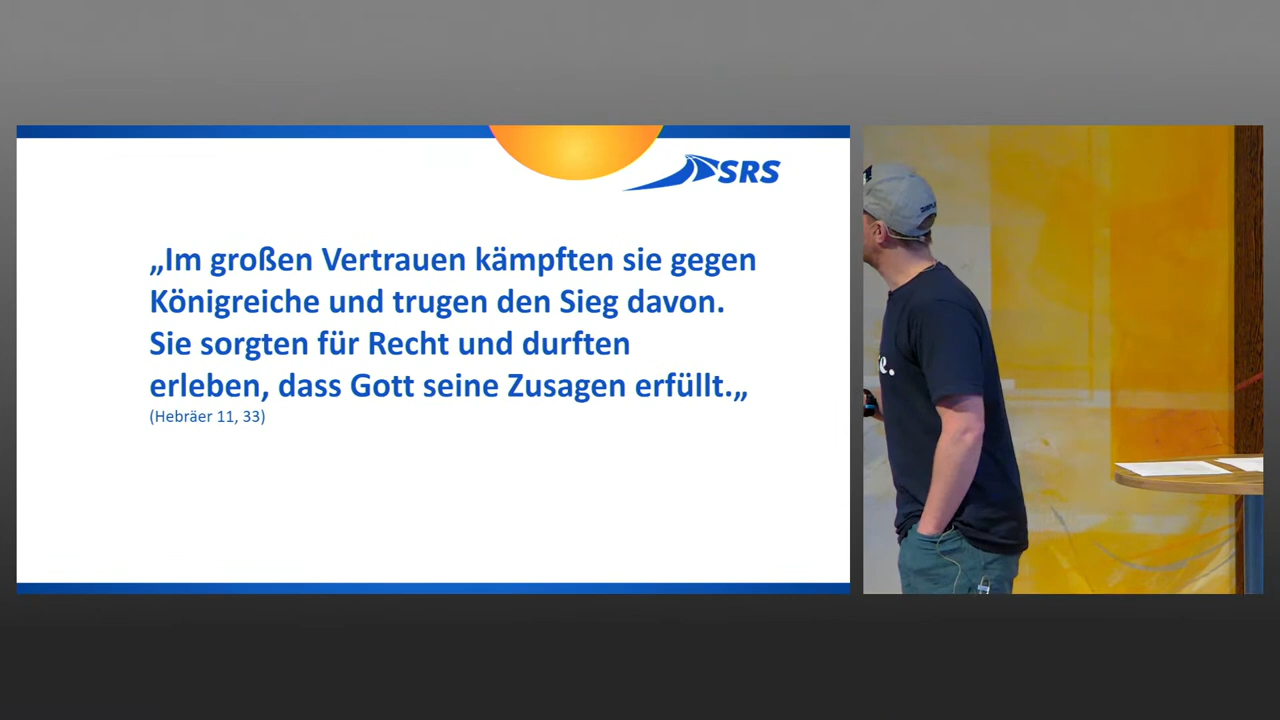 SRS
„Im großen Vertrauen kämpften sie gegen
Königreiche und trugen den Sieg davon.
Sie sorgten für Recht und durften
erleben, dass Gott seine Zusagen erfüllt.„
(Hebräer 11, 33)
e.